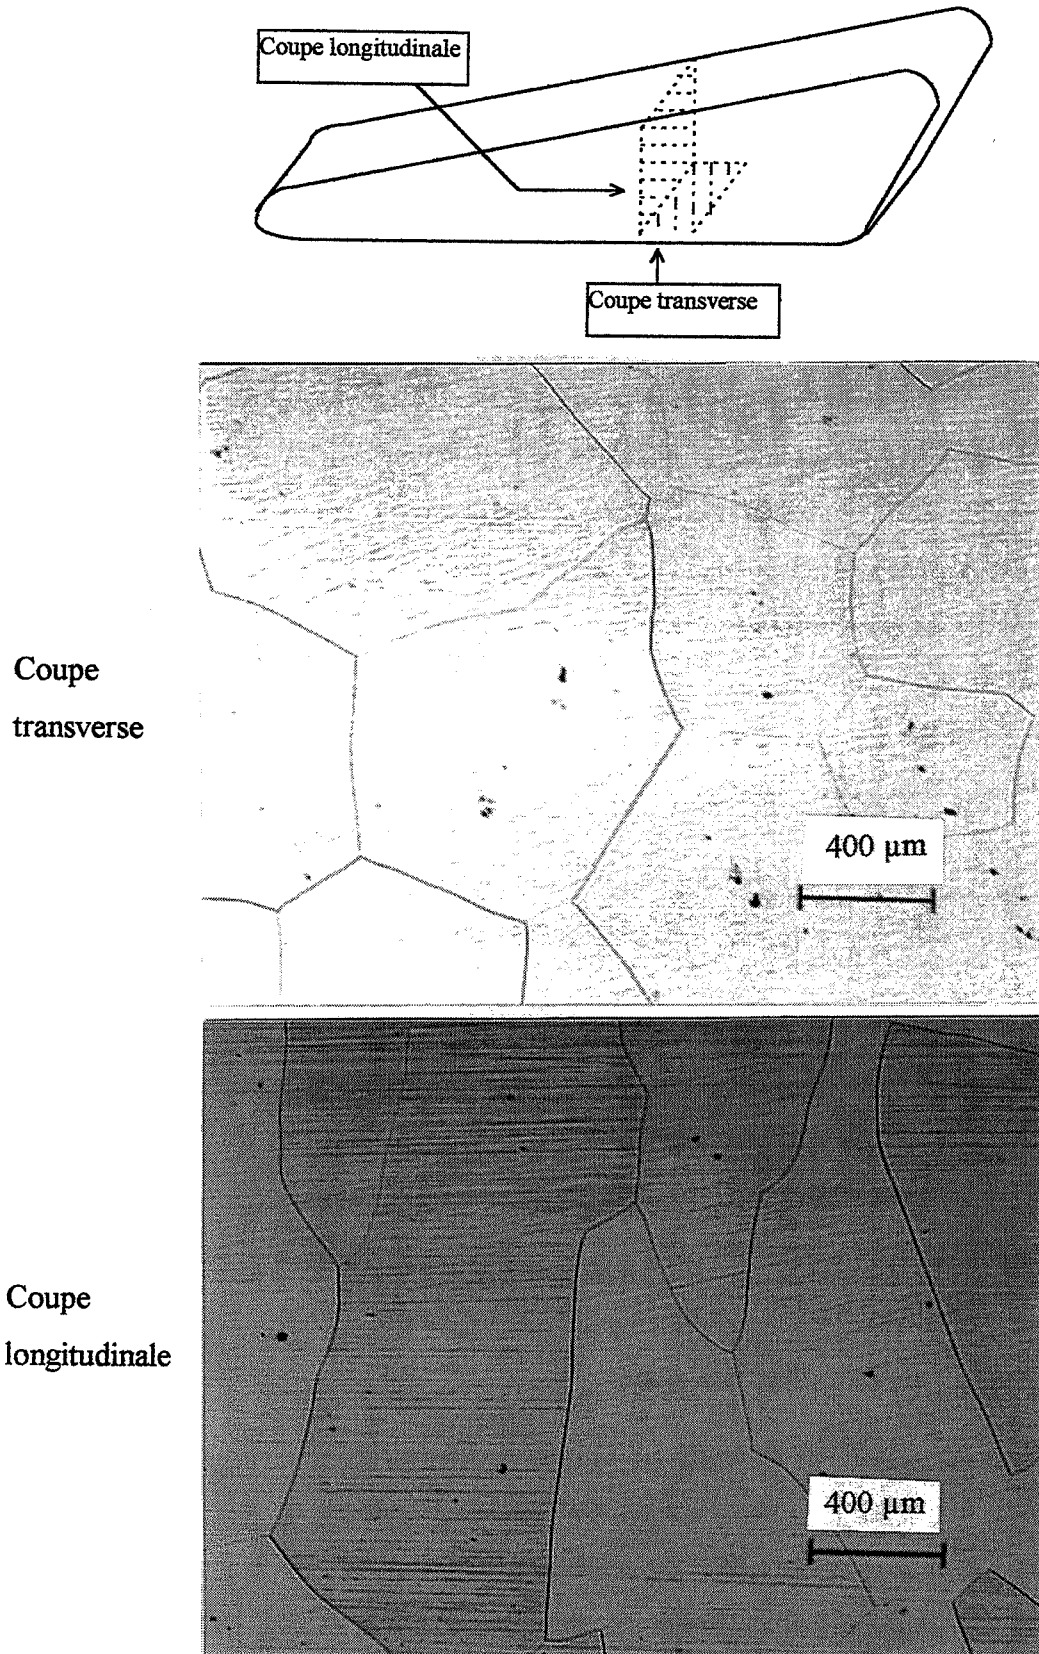 Coupe longitudinale
Coupe transverse
Coupe
transverse
400 µm
Coupe
longitudinale
400 µm